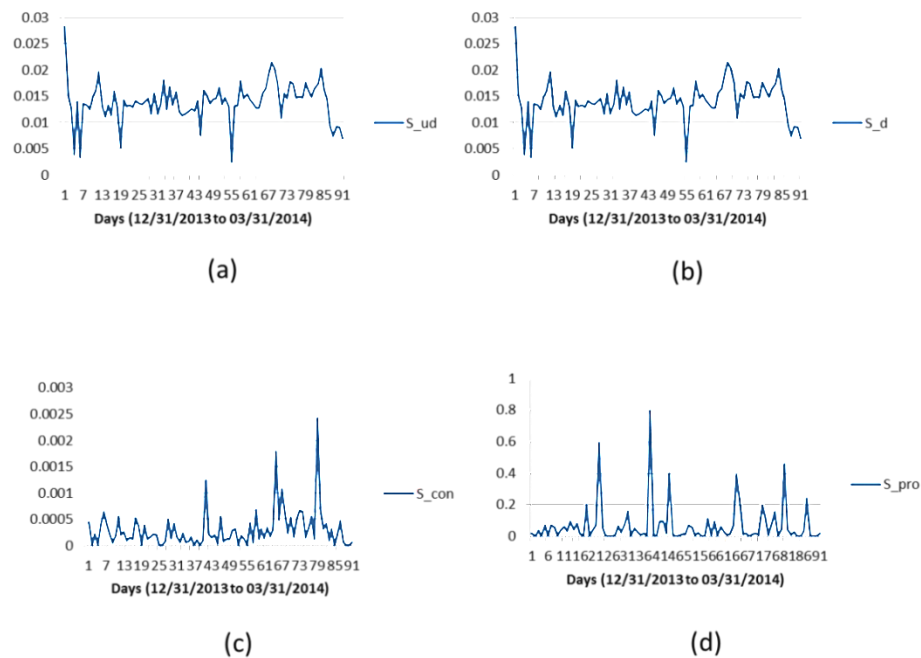 0.03
0.025
0.02
0.015
0.01
0.005
0
S_ud
1 7 13 19 25 31 37 43 49 55 61 67 73 79 85 91
Days (12/31/2013 to 03/31/2014)
(a)
0.03
0.025
0.02
0.015
0.01
0.005
0
S_d
1 7 13 19 25 31 37 43 49 55 61 67 73 79 85 91
Days (12/31/2013 to 03/31/2014)
(b)
0.003
0.0025
0.002
0.0015
0.001
0.0005
0
S_con
1 7 13 19 25 31 37 43 49 55 61 67 73 79 85 91
Days (12/31/2013 to 03/31/2014)
(c)
1
0.8
0.6
0.4
0.2
0
S_pro
1 6 11 16 21 26 31 36 41 46 51 56 61 66 71 76 81 86 91
Days (12/31/2013 to 03/31/2014)
(d)